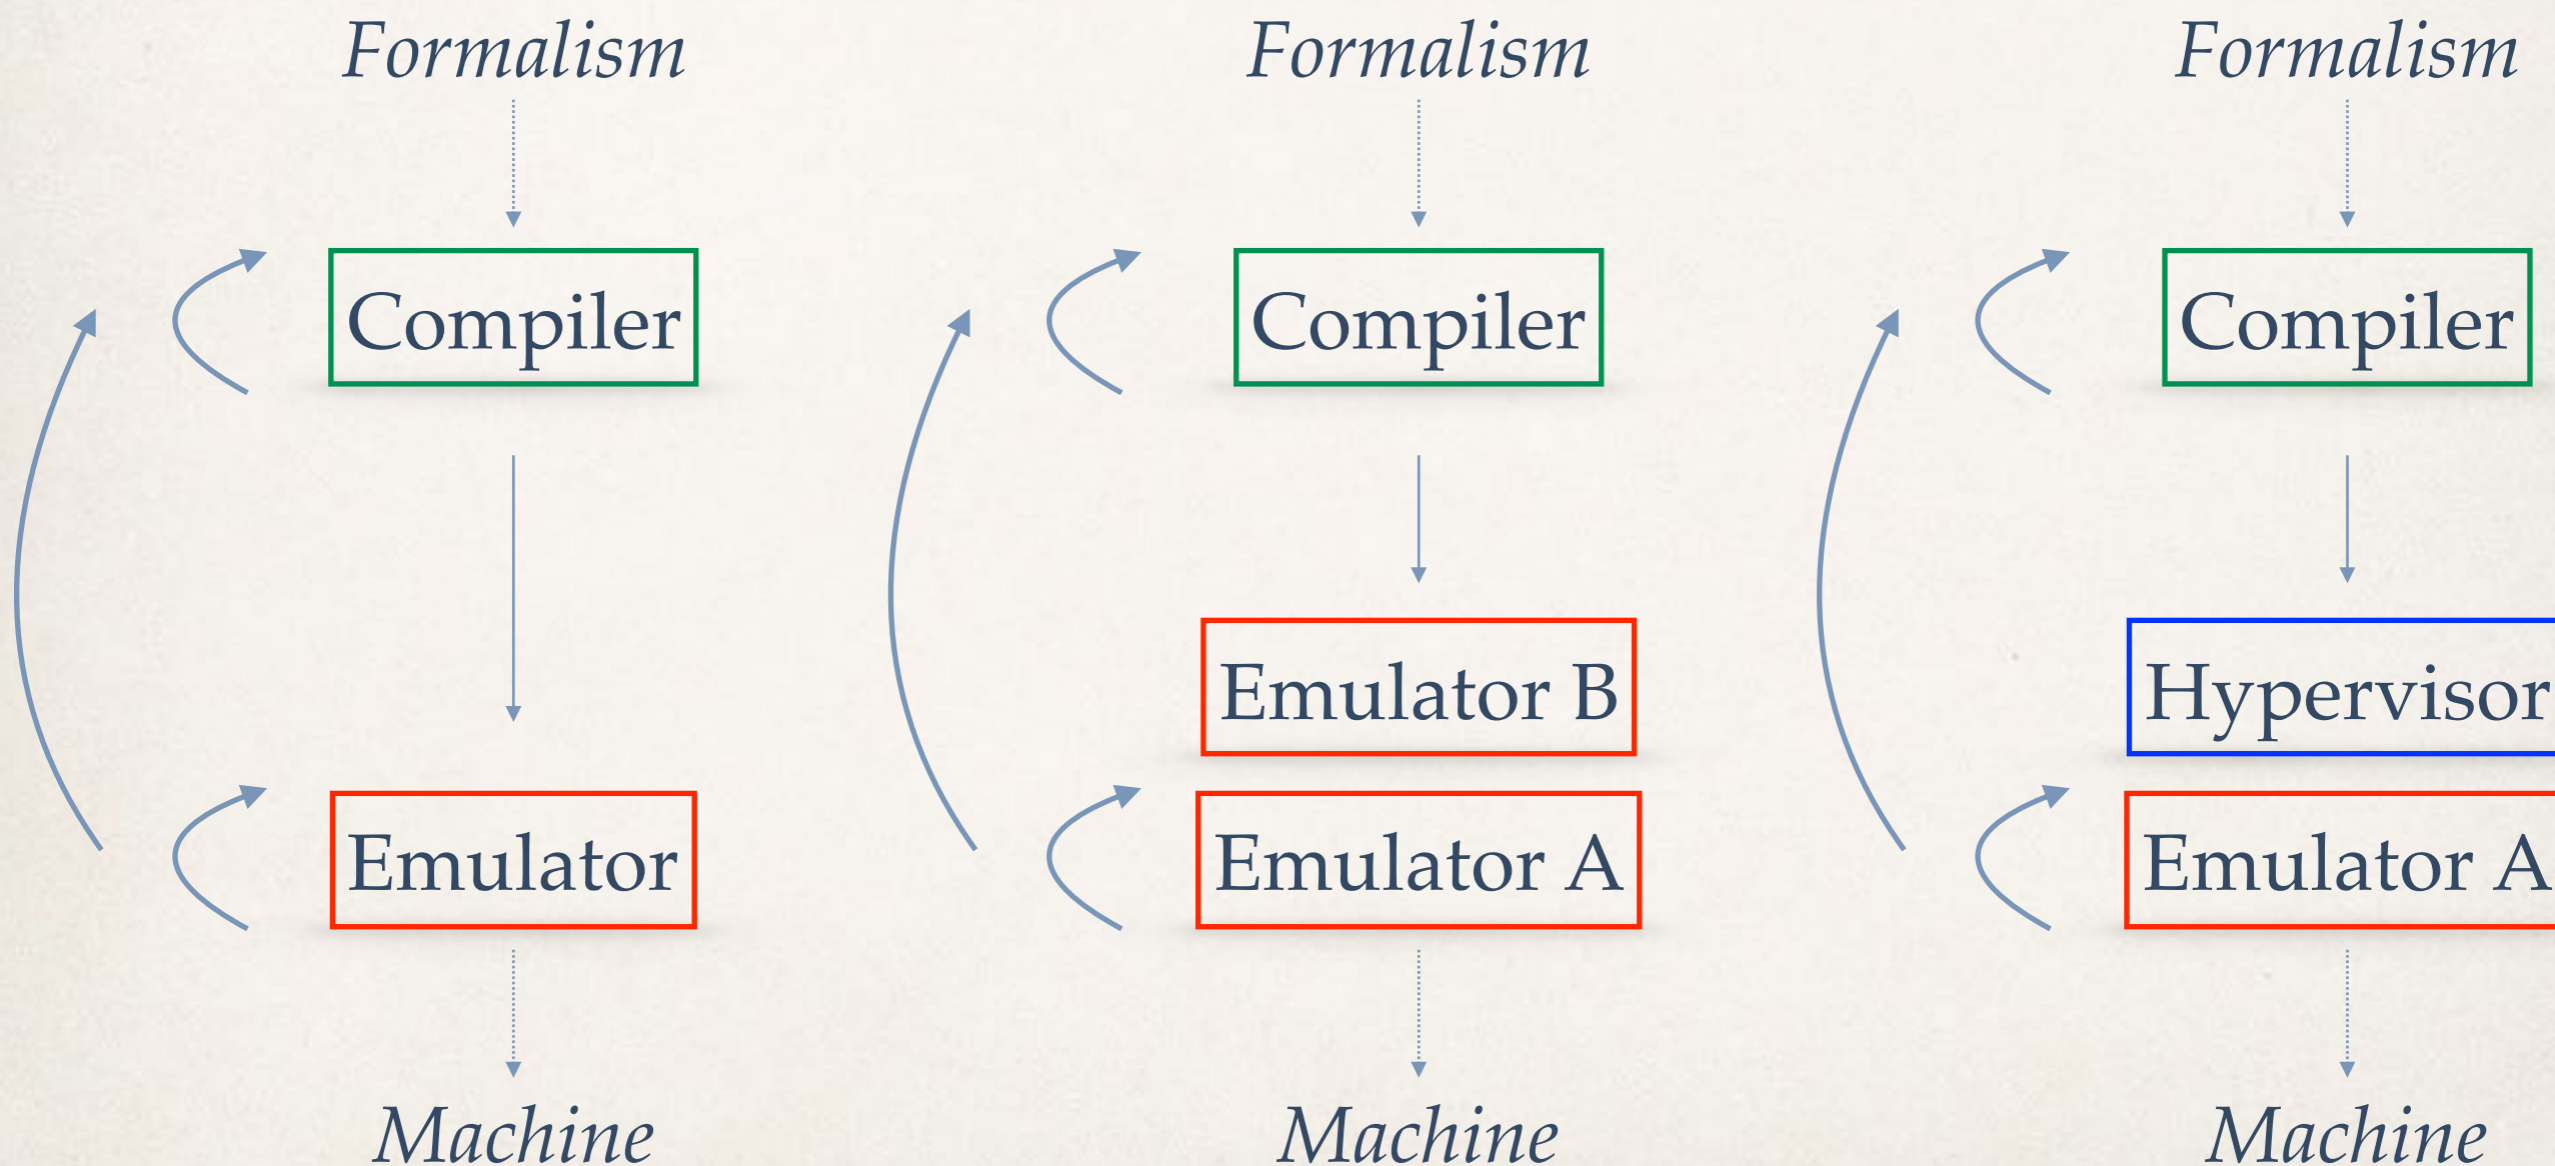 Formalism
Compiler
Emulator
Machine
Formalism
Compiler
Emulator B
Emulator A
Machine
Formalism
Compiler
Hypervisor
Emulator A
Machine